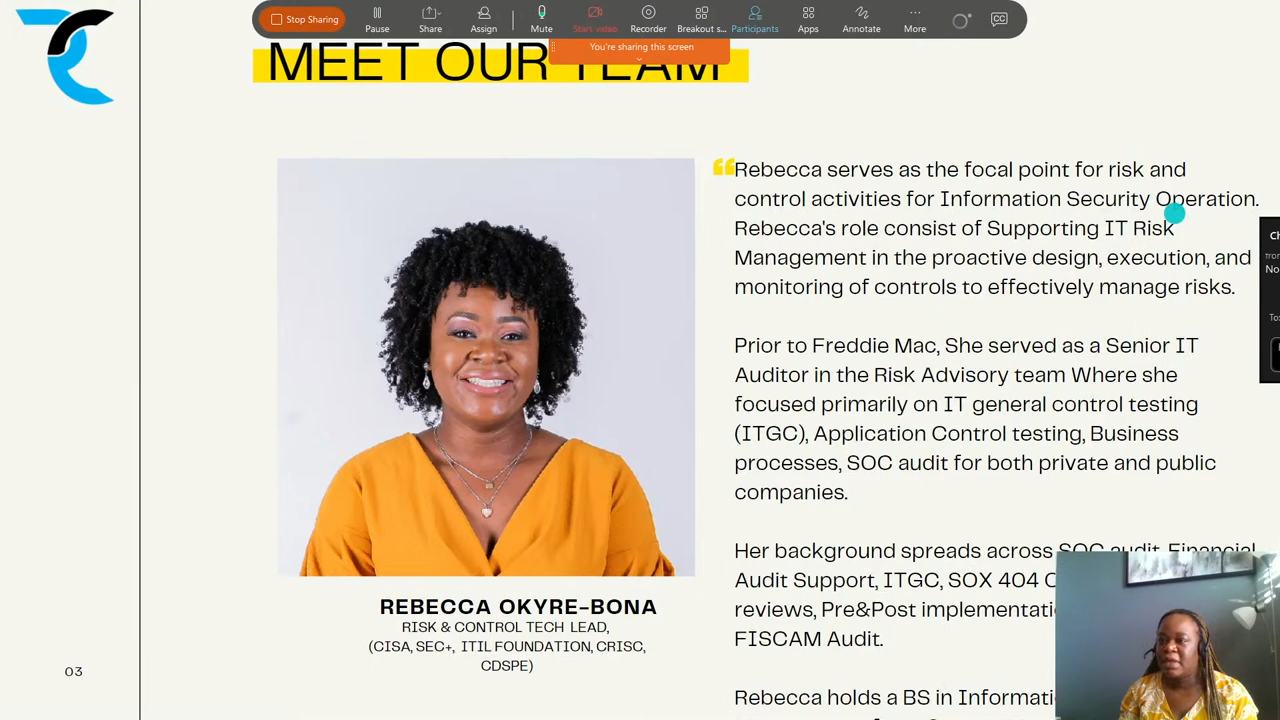 Stop Sharing
Pause
Share
Assign
Mute
Start video
Recorder
Breakout s...
Participants
Apps
Annotate
More
CC
You're sharing this screen
MEET OUR TEAM
Rebecca serves as the focal point for risk and
control activities for Information Security Operation.
Rebecca's role consist of Supporting IT Risk
Management in the proactive design, execution, and
monitoring of controls to effectively manage risks.
Prior to Freddie Mac, She served as a Senior IT
Auditor in the Risk Advisory team Where she
focused primarily on IT general control testing
(ITGC), Application Control testing, Business
processes, SOC audit for both private and public
companies.
Her background spreads across SOC audit, Financial
Audit Support, ITGC, SOX 404
reviews, Pre&Post
FISCAM Audit.
Rebecca holds a BS in
REBECCA OKYRE-BONA
RISK & CONTROL TECH LEAD,
(CISA, SEC+, ITIL FOUNDATION, CRISC,
CDSPE)
03